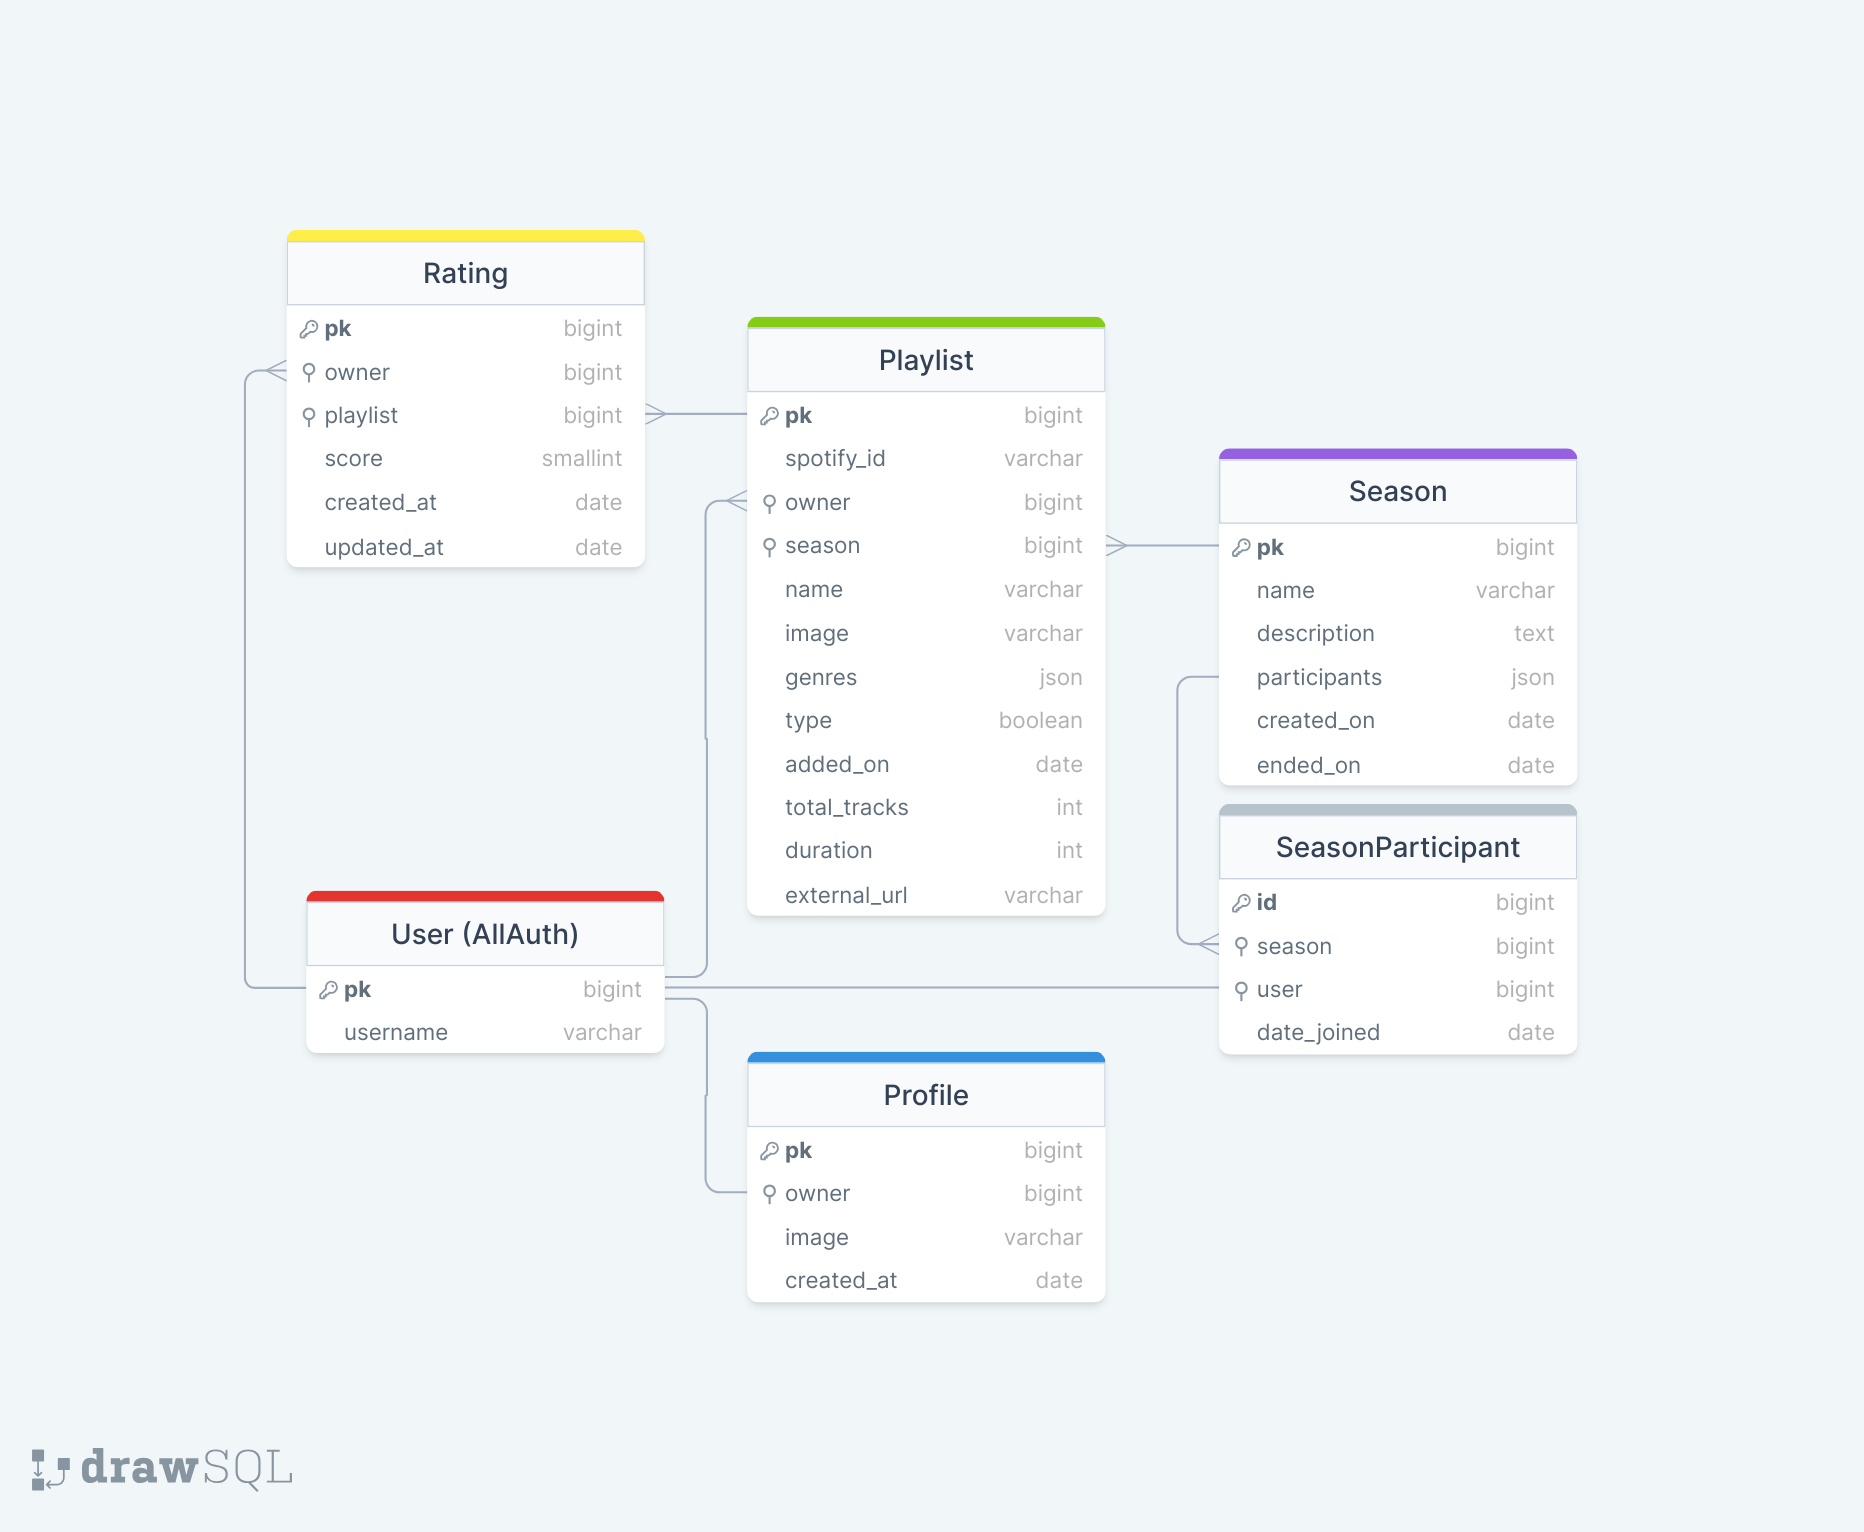 Rating
pk bigint
owner bigint
playlist bigint
score smallint
created_at date
updated_at date
Playlist
pk bigint
spotify_id varchar
owner bigint
season bigint
name varchar
image varchar
genres json
type boolean
added_on date
total_tracks int
duration int
external_url varchar
Season
pk bigint
name varchar
description text
participants json
created_on date
ended_on date
SeasonParticipant
id bigint
season bigint
user bigint
date_joined date
User (AllAuth)
pk bigint
username varchar
Profile
pk bigint
owner bigint
image varchar
created_at date
drawSQL